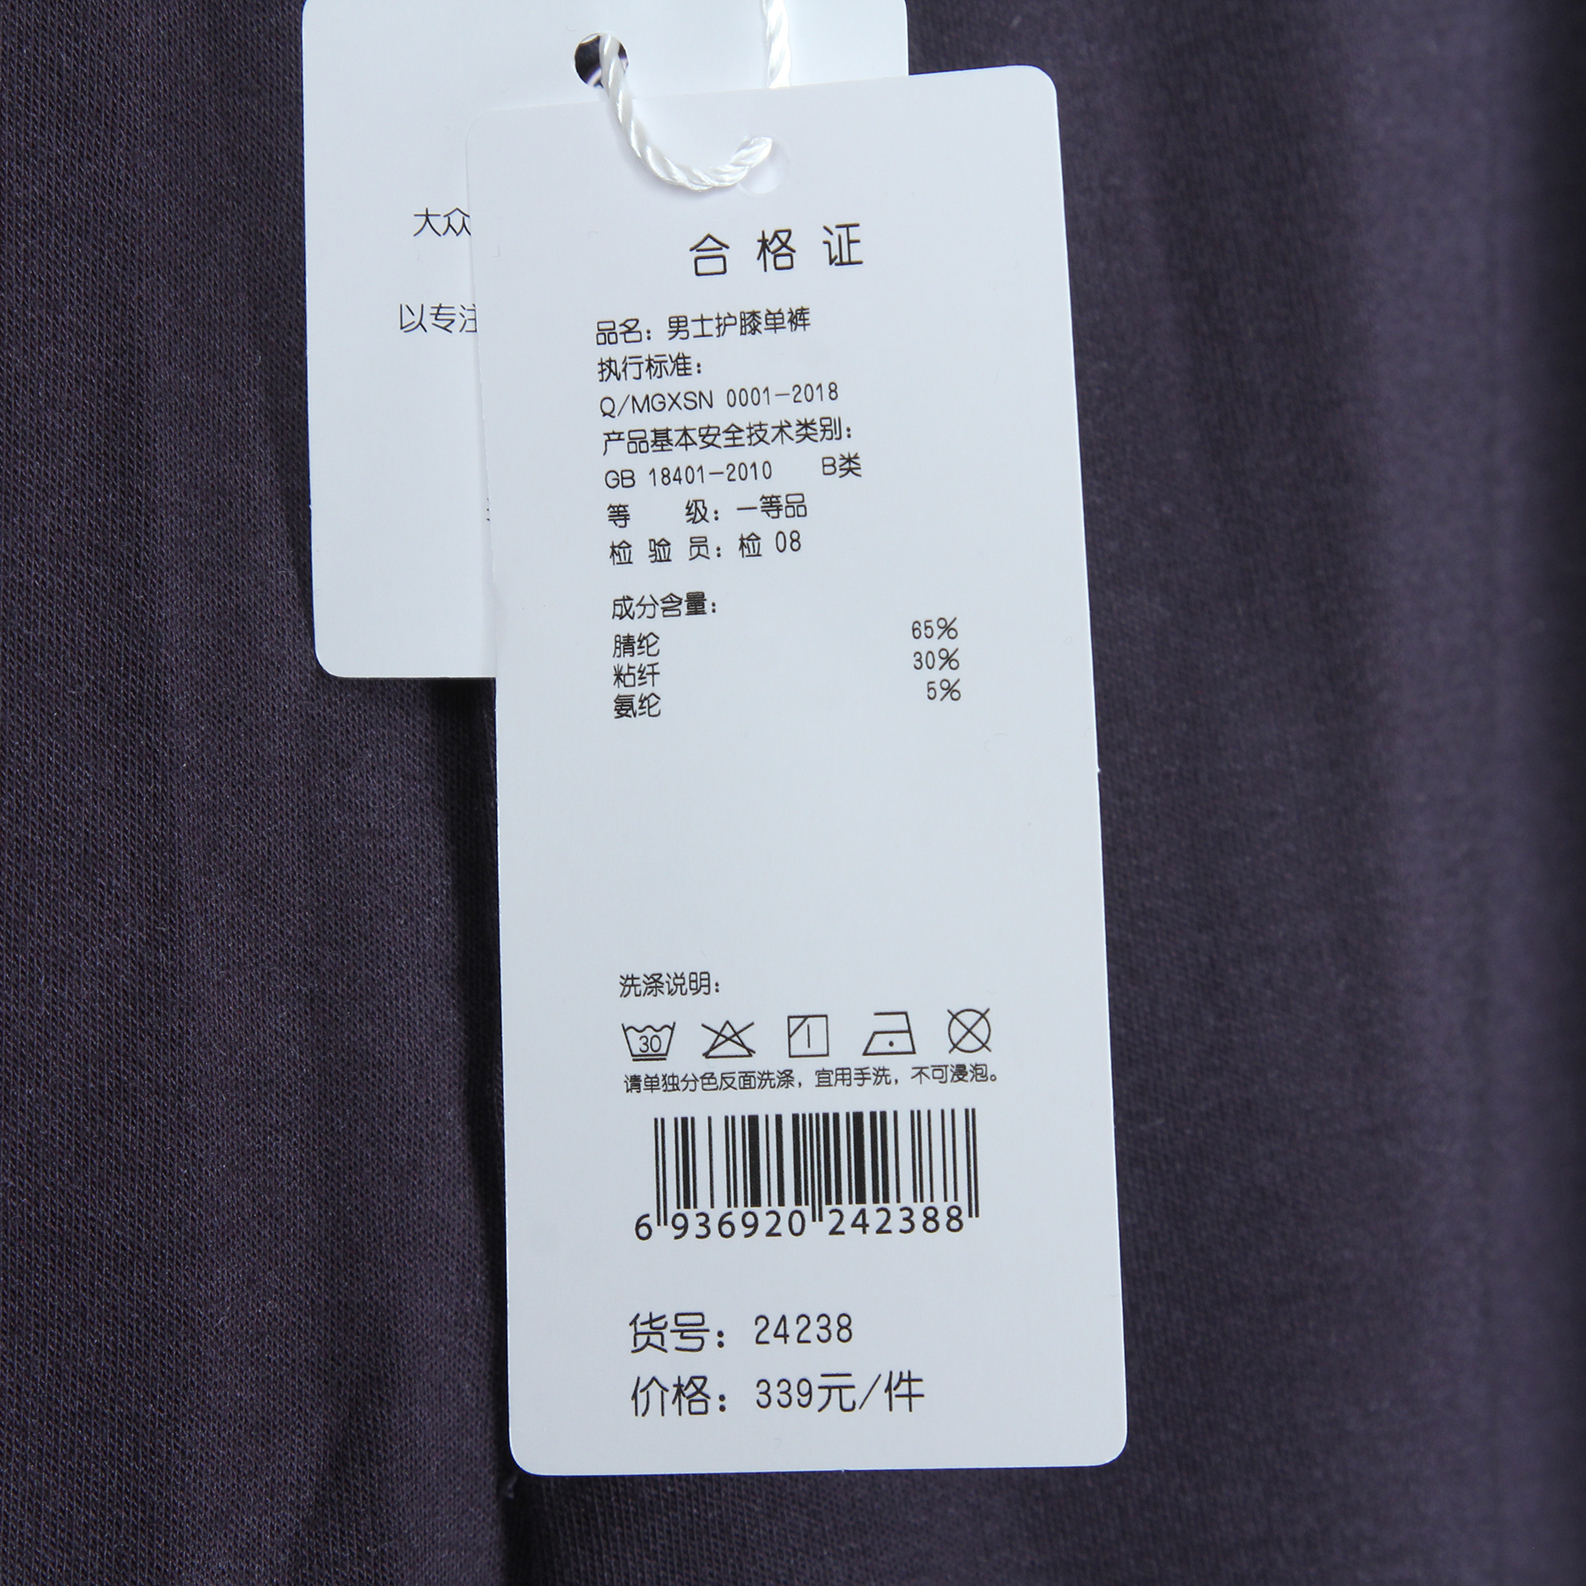 大众
以专注
合格证
品名：男士护膝单裤
执行标准：
Q/MGXSN 0001-2018
产品基本安全技术类别：
GB 18401-2010 B类
等 级：一等品
检 验 员：检 08
成分含量：
腈纶 65%
粘纤 30%
氨纶 5%
洗涤说明：
30
请单独分色反面洗涤，宜用手洗，不可浸泡。
6 936920 242388
货号：24238
价格：339元/件